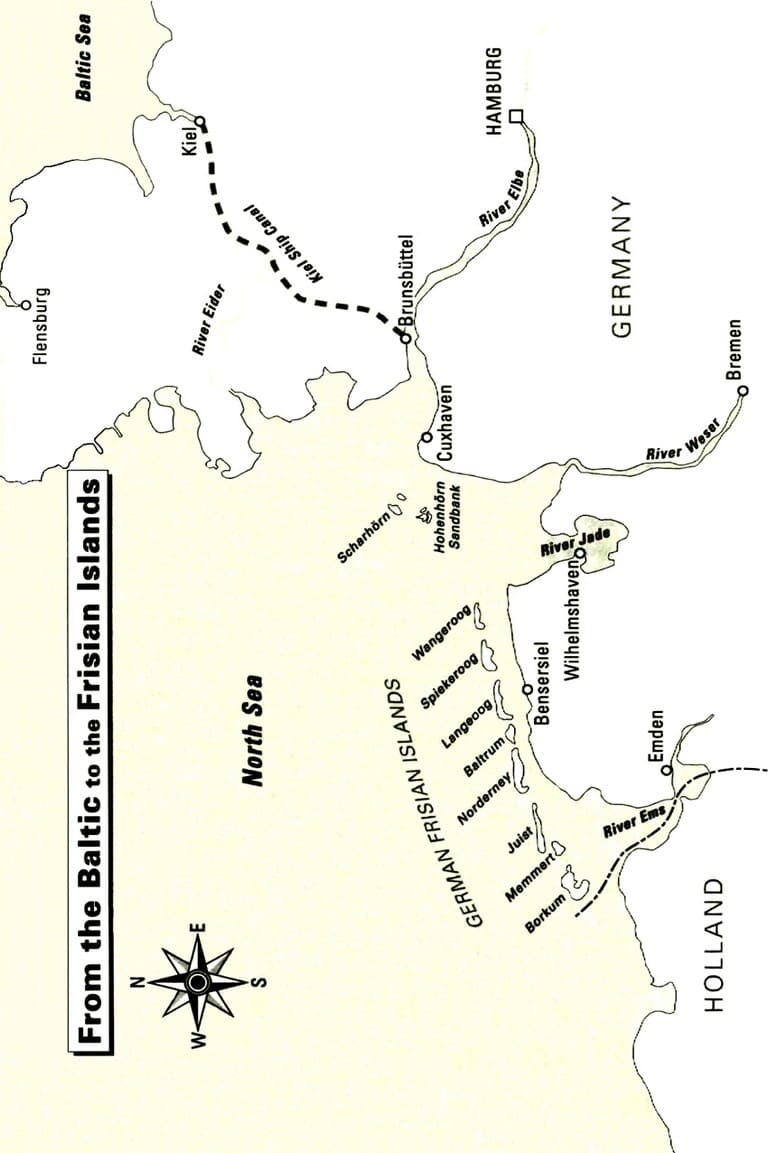 From the Baltic to the Frisian Islands
Baltic Sea
Flensburg
Kiel
Kiel Ship Canal
River Eider
Brunsbüttel
HAMBURG
River Elbe
GERMANY
Cuxhaven
Scharhörn
Hohenhörn
Sandbank
North Sea
River Weser
Bremen
River Jade
Wilhelmshaven
Bensersiel
GERMAN FRISIAN ISLANDS
Wangeroog
Spiekeroog
Langeoog
Baltrum
Norderney
Juist
Memmert
Borkum
Emden
River Ems
HOLLAND
N
W
E
S